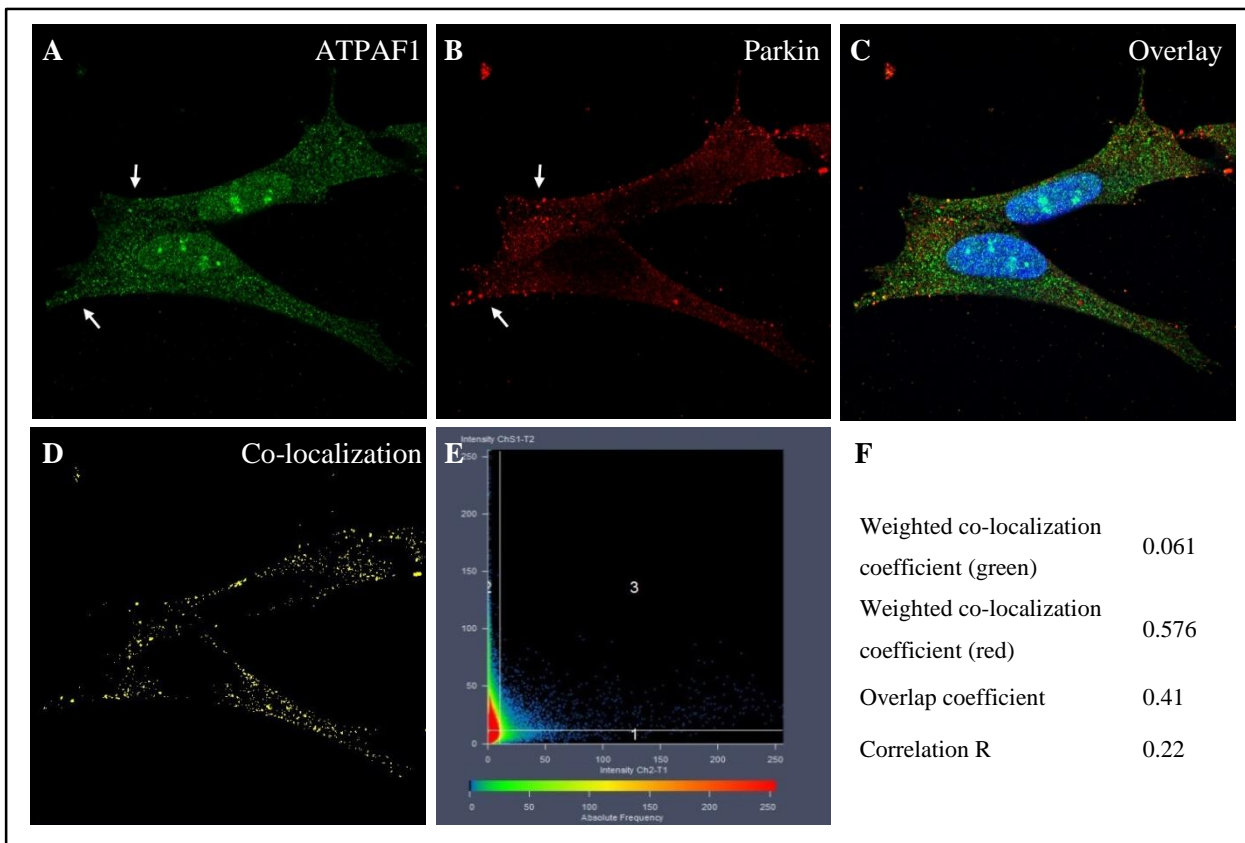 A ATPAF1
B Parkin
C Overlay
D Co-localization
E
Intensity ChS1-T2
250
200
150
100
50
0
2
3
1
0 50 100 150 200 250
Intensity Ch2-T1
0 50 100 150 200 250
Absolute Frequency
F
Weighted co-localization
coefficient (green) 0.061
Weighted co-localization
coefficient (red) 0.576
Overlap coefficient 0.41
Correlation R 0.22